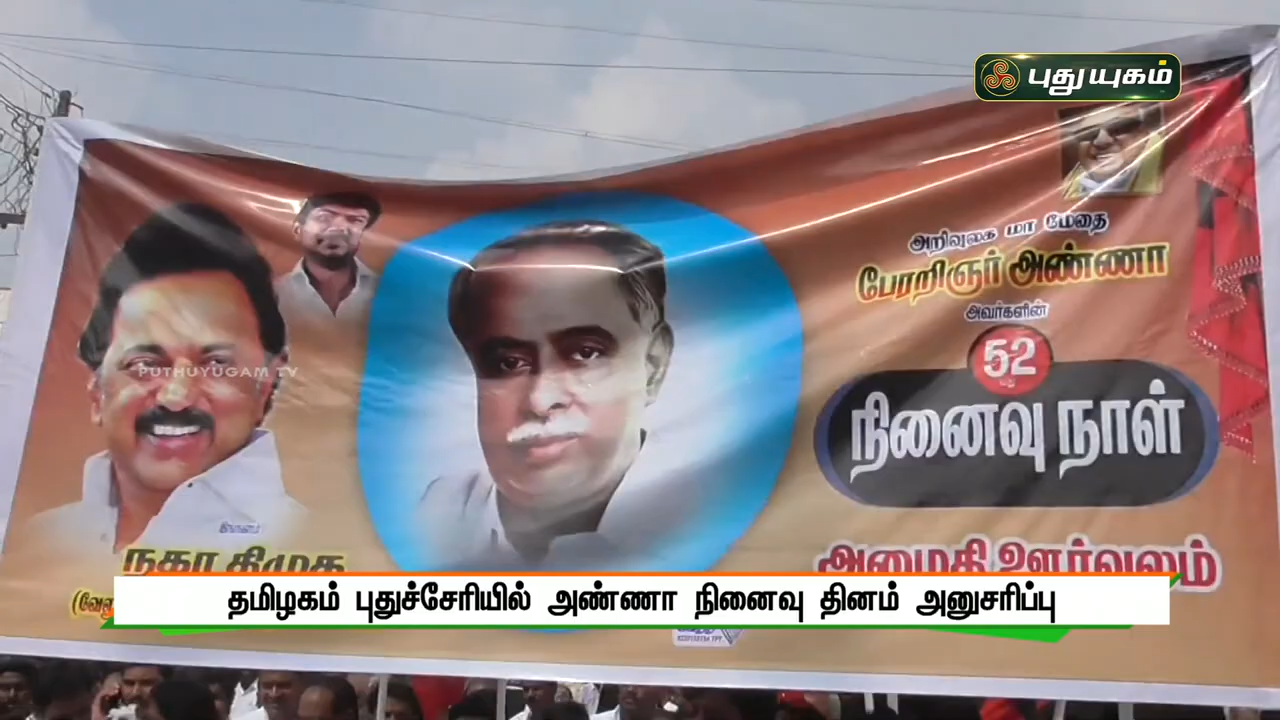 புதுயுகம்
அறிவுலக மா மேதை
பேரறிஞர் அண்ணா
அவர்களின்
52
நினைவு நாள்
அமைதி ஊர்வலம்
PUTHUYUGAM TV
நகர திமுக
தமிழகம் புதுச்சேரியில் அண்ணா நினைவு தினம் அனுசரிப்பு